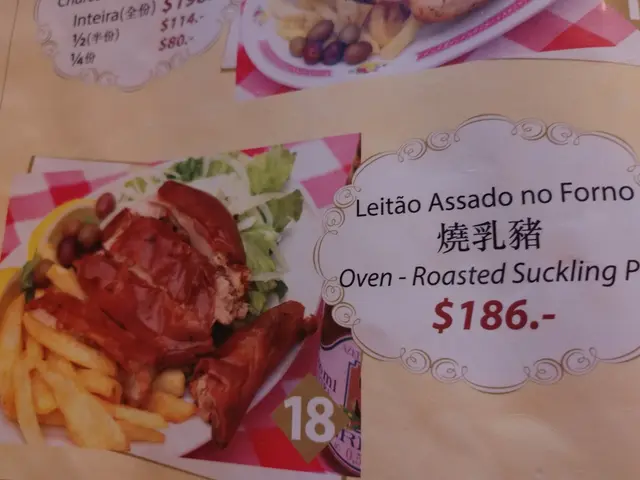 Inteira(全份)
$114.-
½(半份)
$80.-
¼份
Leitão Assado no Forno
燒乳豬
Oven - Roasted Suckling P
$186.-
18